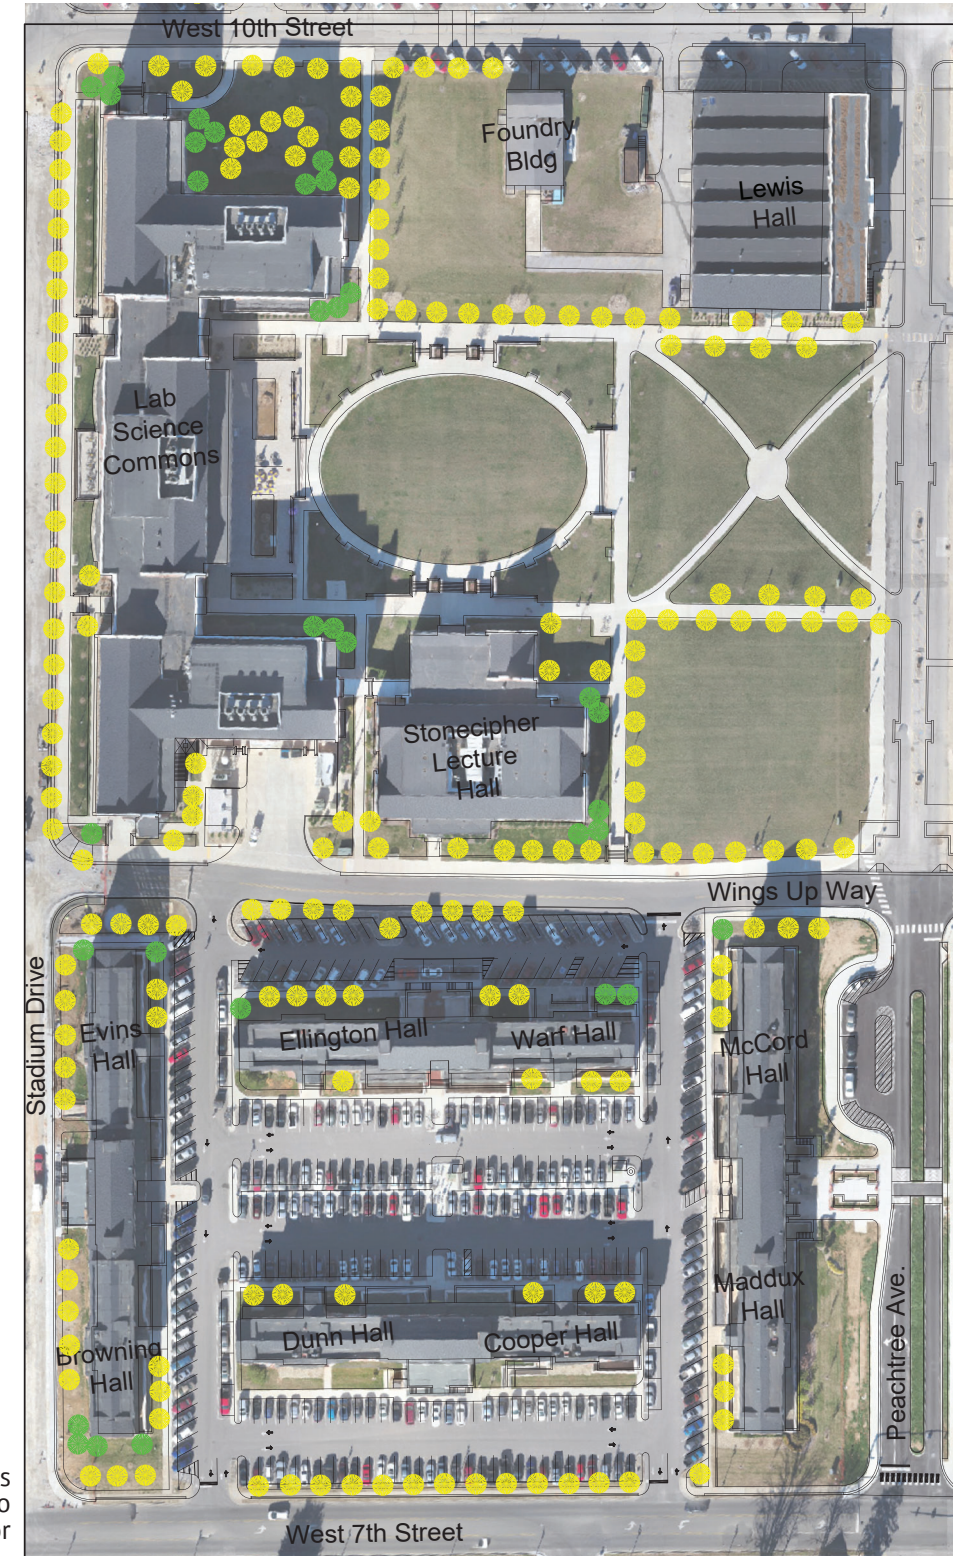 West 10th Street
Foundry
Bldg
Lewis
Hall
Lab
Science
Commons
Stonecipher
Lecture
Hall
Wings Up Way
Stadium Drive
Evins
Hall
Ellington Hall
Warf Hall
McCord
Hall
Maddux
Hall
Dunn Hall
Cooper Hall
Browning
Hall
Peachtree Ave.
s
o
or
West 7th Street